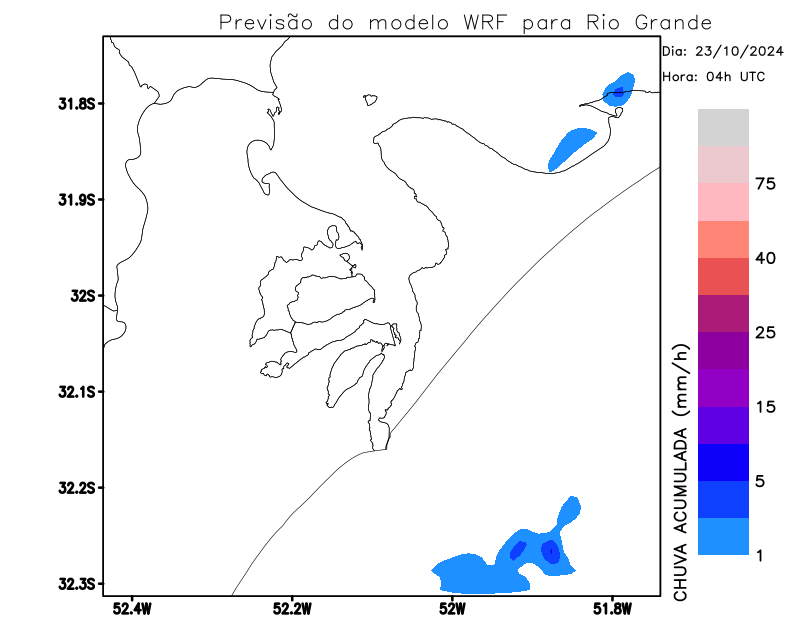 Previsão do modelo WRF para Rio Grande
Dia: 23/10/2024
Hora: 04h UTC
31.8S
31.9S
32S
32.1S
32.2S
32.3S
52.4W
52.2W
52W
51.8W
75
40
25
15
5
1
CHUVA ACUMULADA (mm/h)